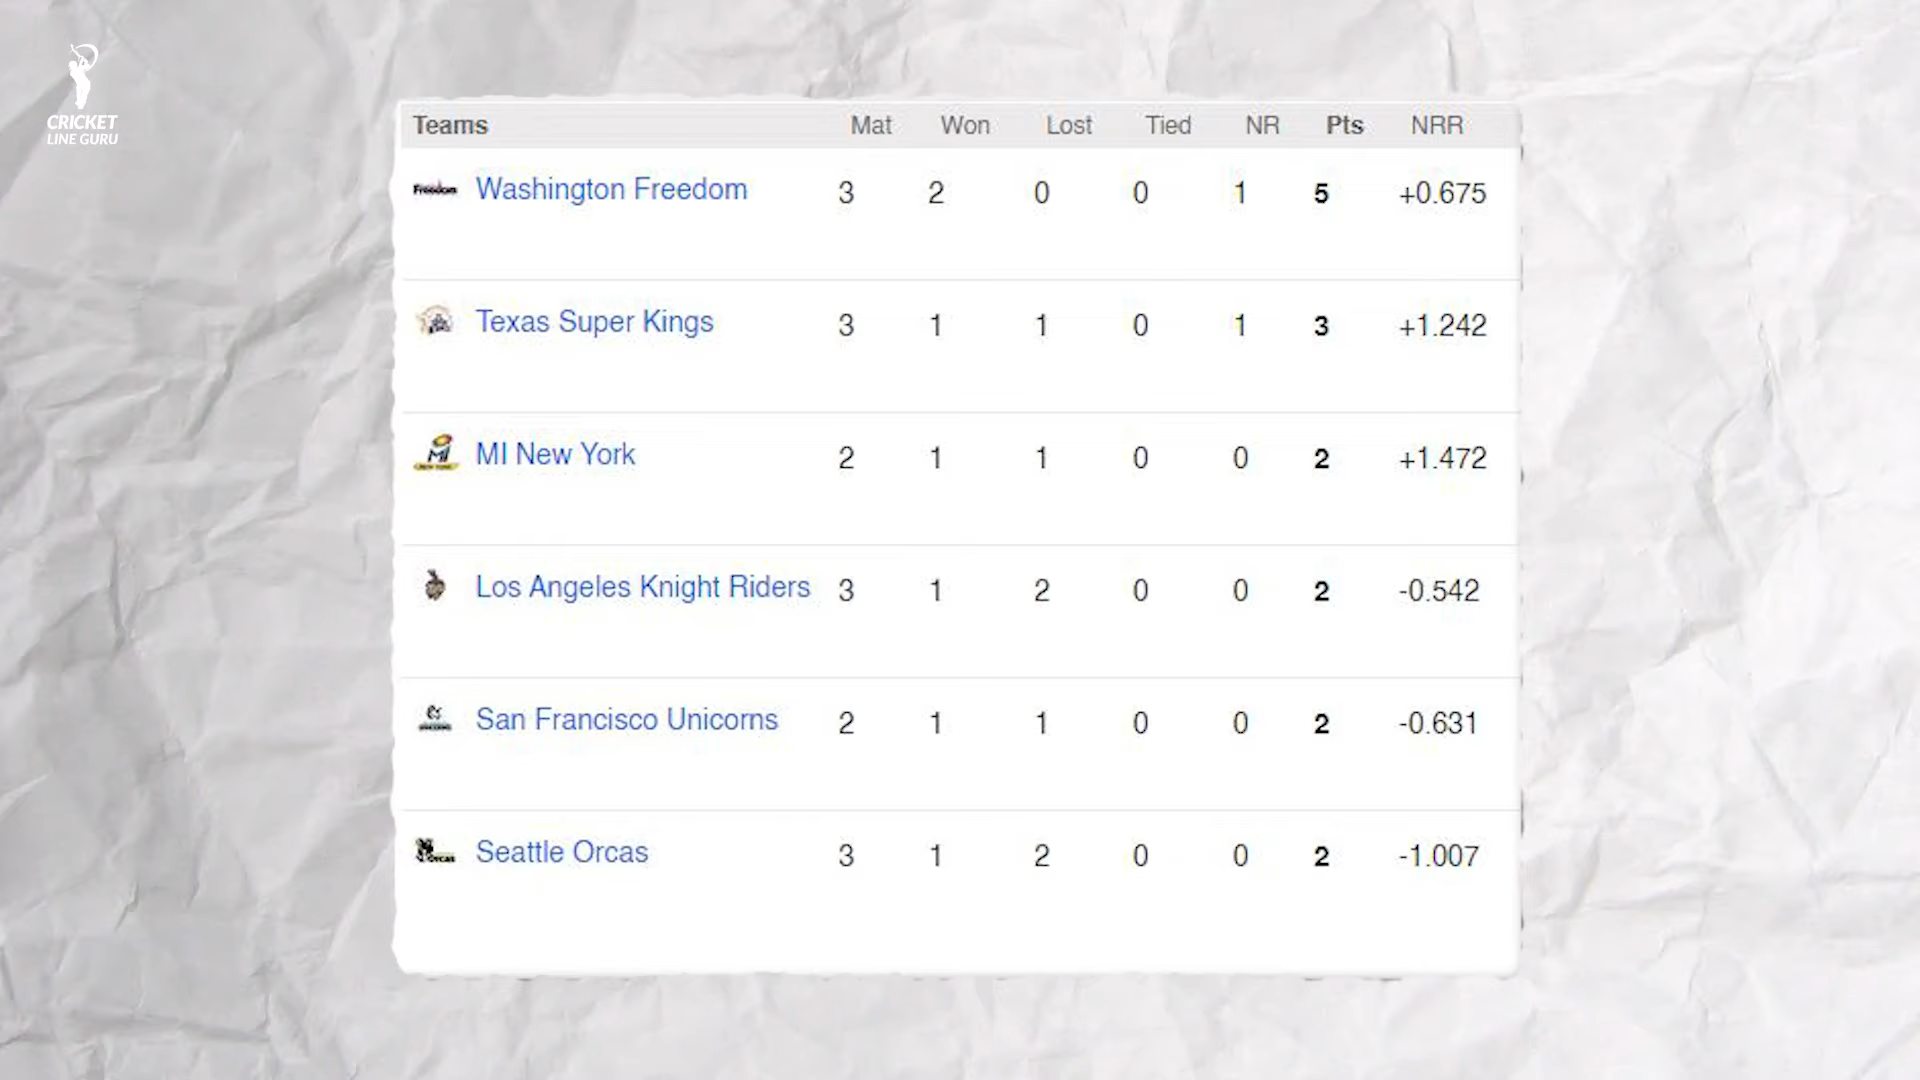 CRICKET
LINE GURU
Teams Mat Won Lost Tied NR Pts NRR
Freedom Washington Freedom 3 2 0 0 1 5 +0.675
Texas Super Kings 3 1 1 0 1 3 +1.242
MI New York 2 1 1 0 0 2 +1.472
Los Angeles Knight Riders 3 1 2 0 0 2 -0.542
San Francisco Unicorns 2 1 1 0 0 2 -0.631
Orcas Seattle Orcas 3 1 2 0 0 2 -1.007